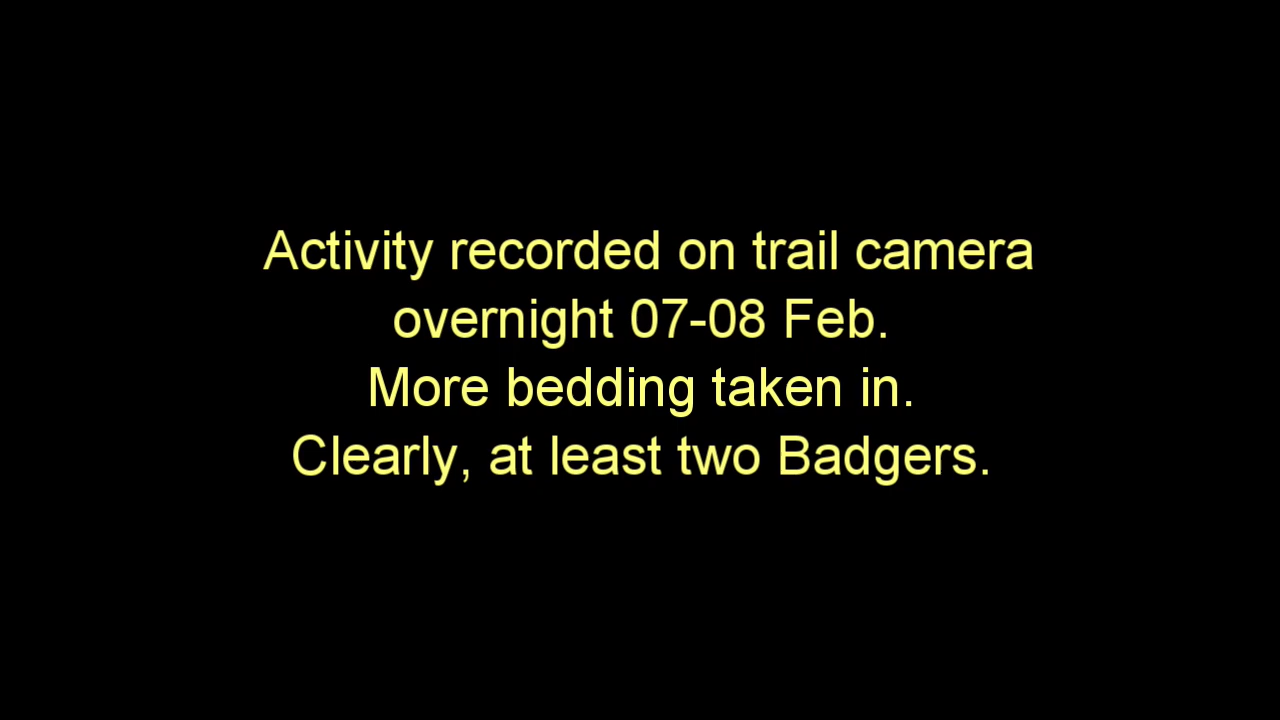 Activity recorded on trail camera
overnight 07-08 Feb.
More bedding taken in.
Clearly, at least two Badgers.